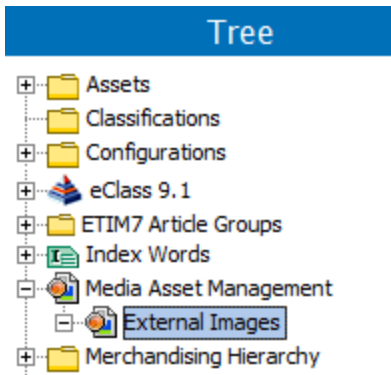 Tree
Assets
Classifications
Configurations
eClass 9.1
ETIM7 Article Groups
Index Words
Media Asset Management
External Images
Merchandising Hierarchy